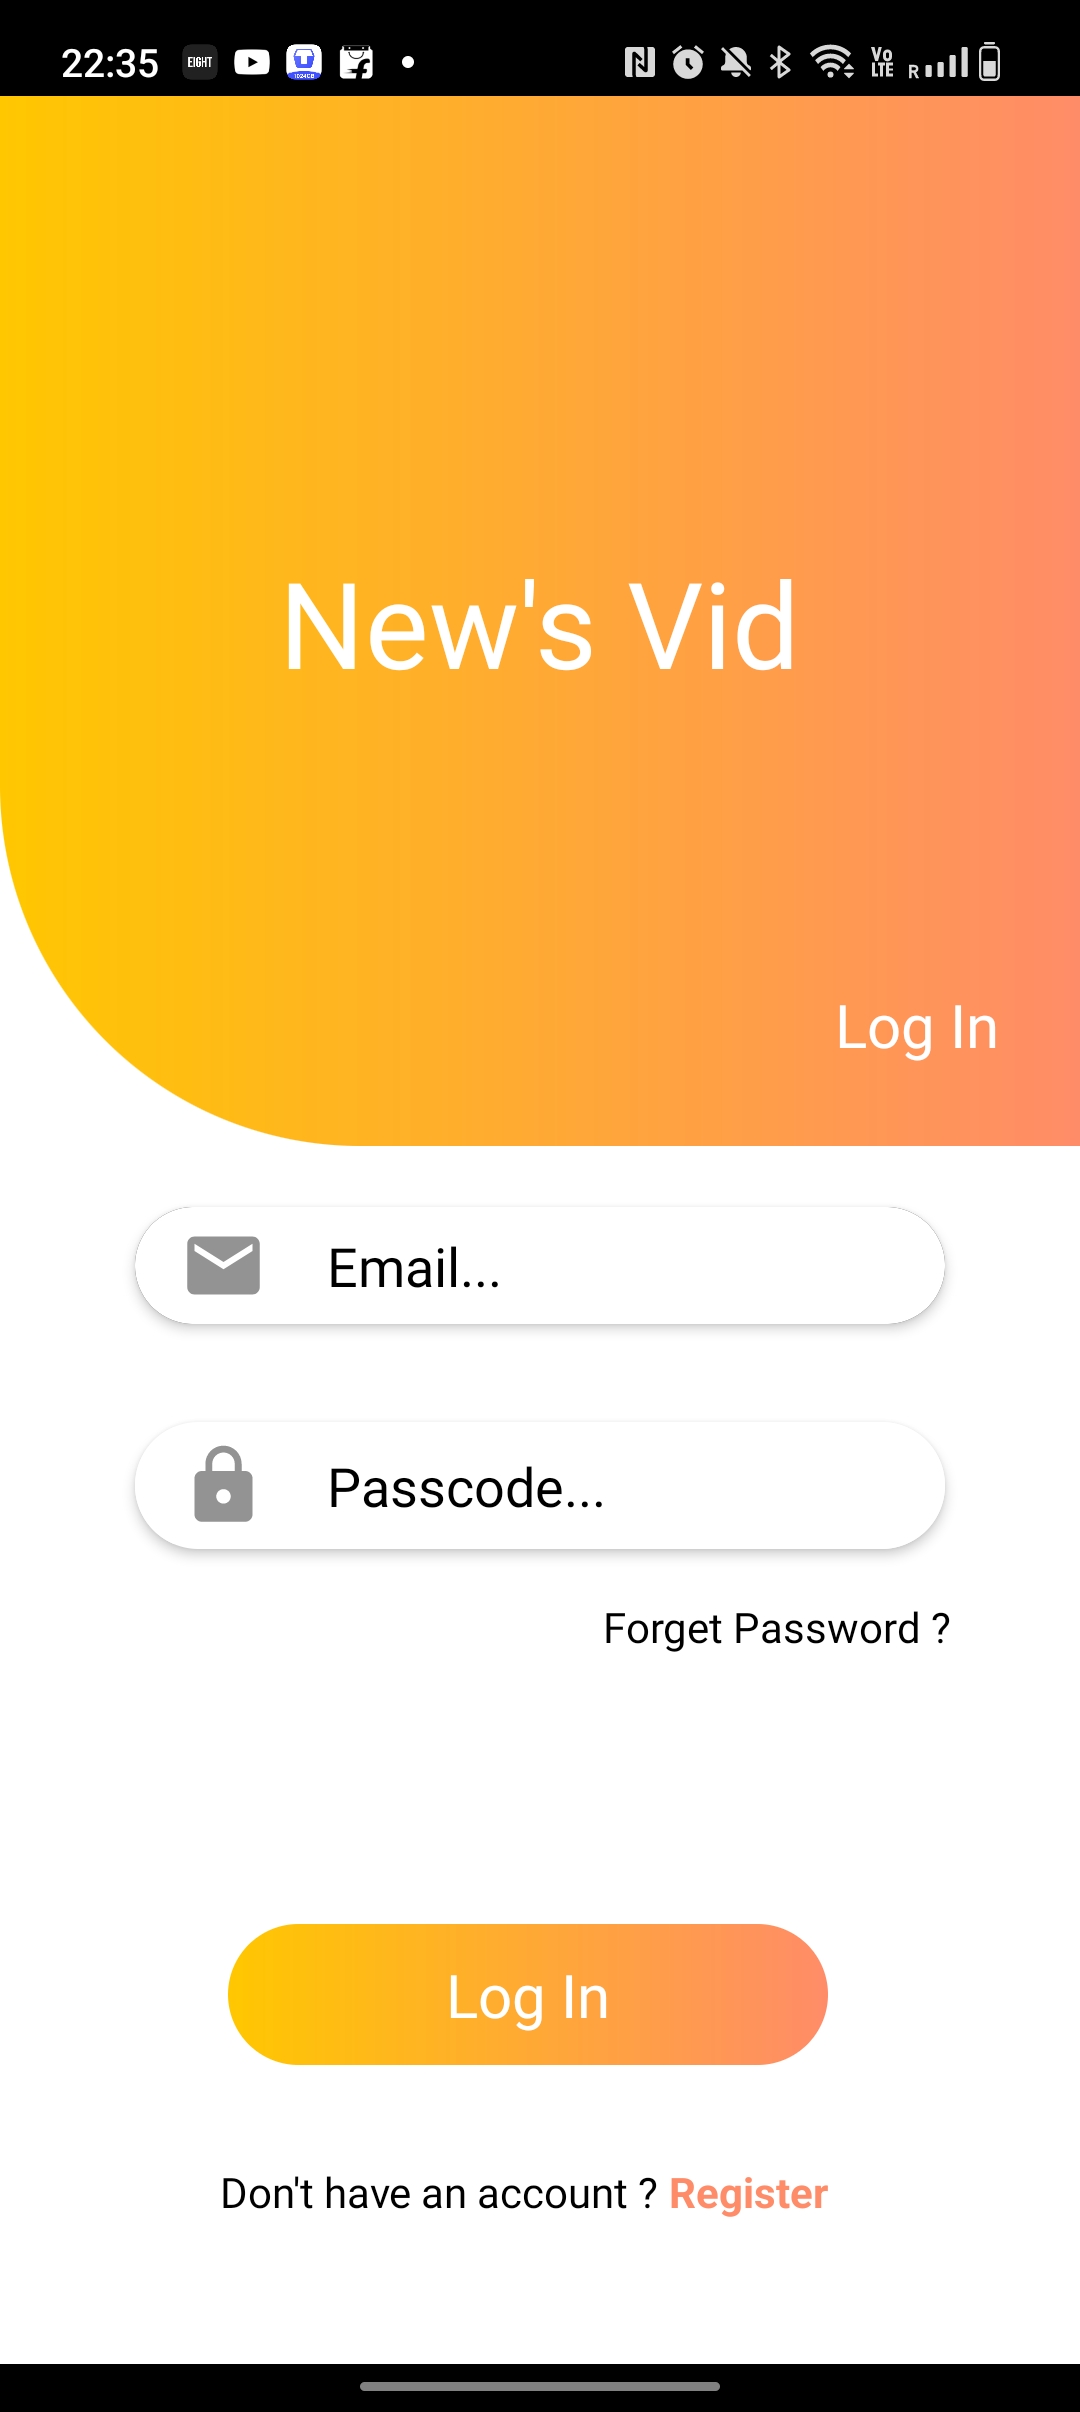 22:35 EIGHT 1024GB Vo LTE R
New's Vid
Log In
Email...
Passcode...
Forget Password ?
Log In
Don't have an account ? Register